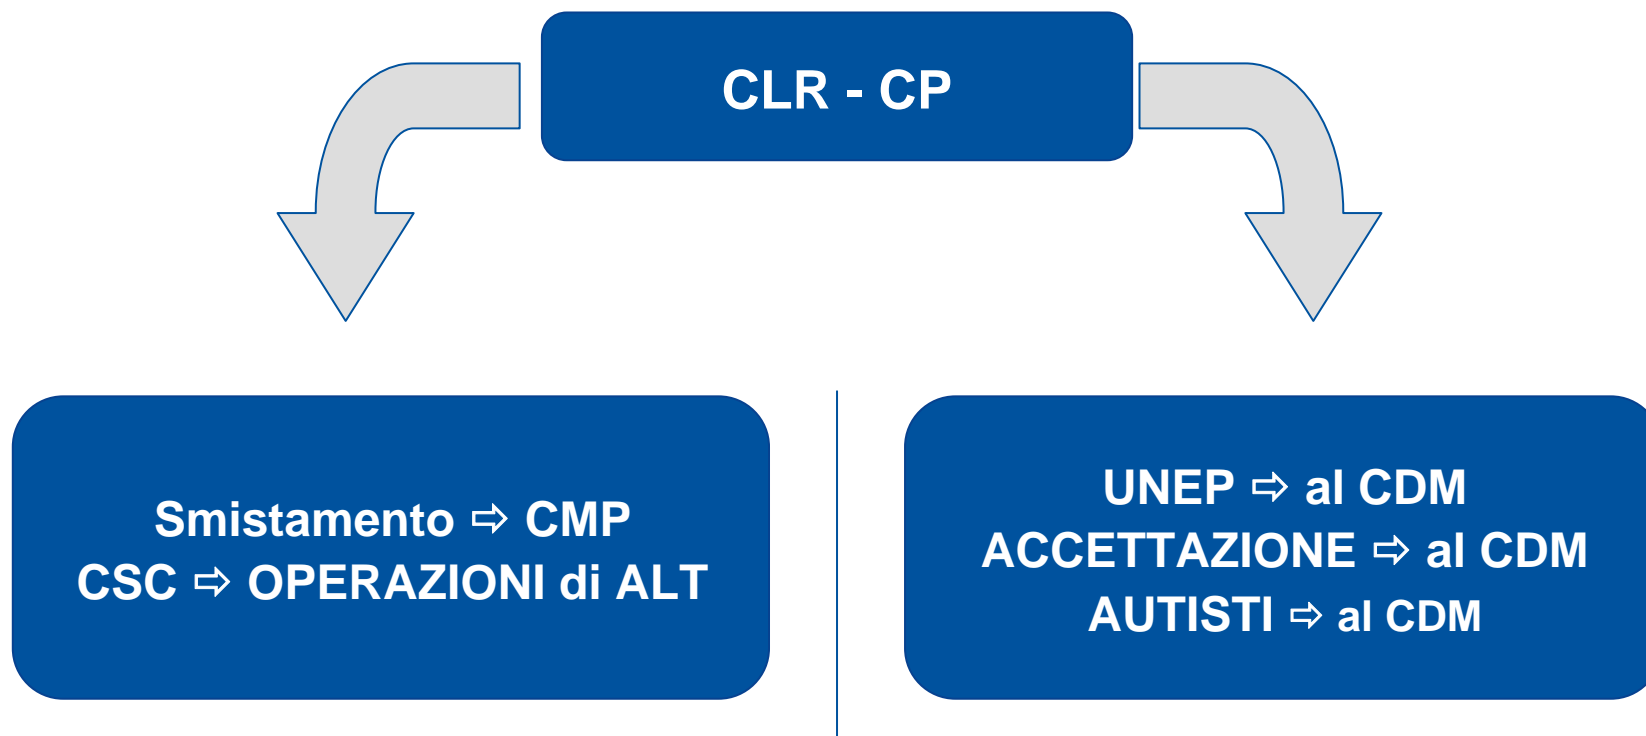 CLR - CP
Smistamento ⇨ CMP
CSC ⇨ OPERAZIONI di ALT
UNEP ⇨ al CDM
ACCETTAZIONE ⇨ al CDM
AUTISTI ⇨ al CDM